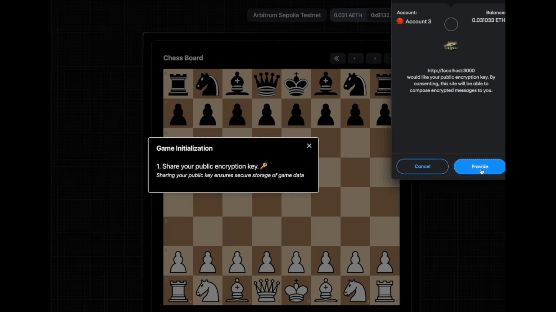 Arbitrum Sepolia Testnet
0.031 AETH
Account:
Account 3
Balance:
0.031033 ETH
Chess Board
http://localhost:3000
would like your public encryption key. By
consenting, this site will be able to
compose encrypted messages to you.
Game Initialization
1. Share your public encryption key. 🔑
Sharing your public key ensures secure storage of game data
Cancel
Provide